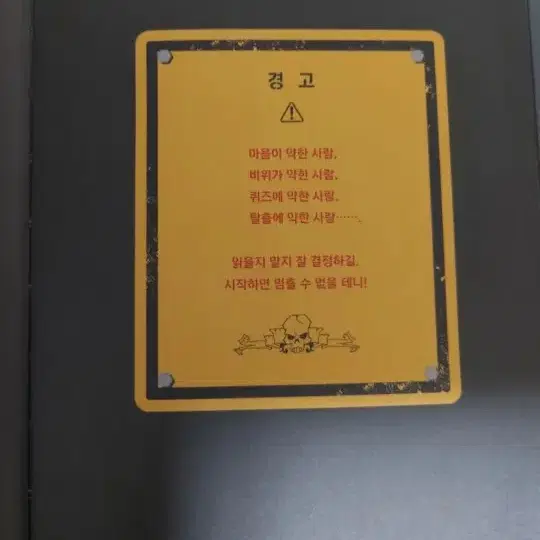 경 고
마음이 약한 사람,
비위가 약한 사람,
퀴즈에 약한 사람,
탈출에 약한 사람…….
읽을지 말지 잘 결정하길.
시작하면 멈출 수 없을 테니!